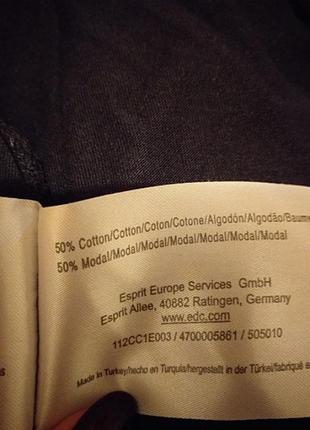 50% Cotton/Cotton/Coton/Cotone/Algodón/Algodão/Baumw
50% Modal/Modal/Modal/Modal/Modal/Modal/Modal
Esprit Europe Services GmbH
Esprit Allee, 40882 Ratingen, Germany
www.edc.com
112CC1E003 / 4700005861 / 505010
Made in Turkey/hecho en Turquía/hergestellt in der Türkei/fabriqué e